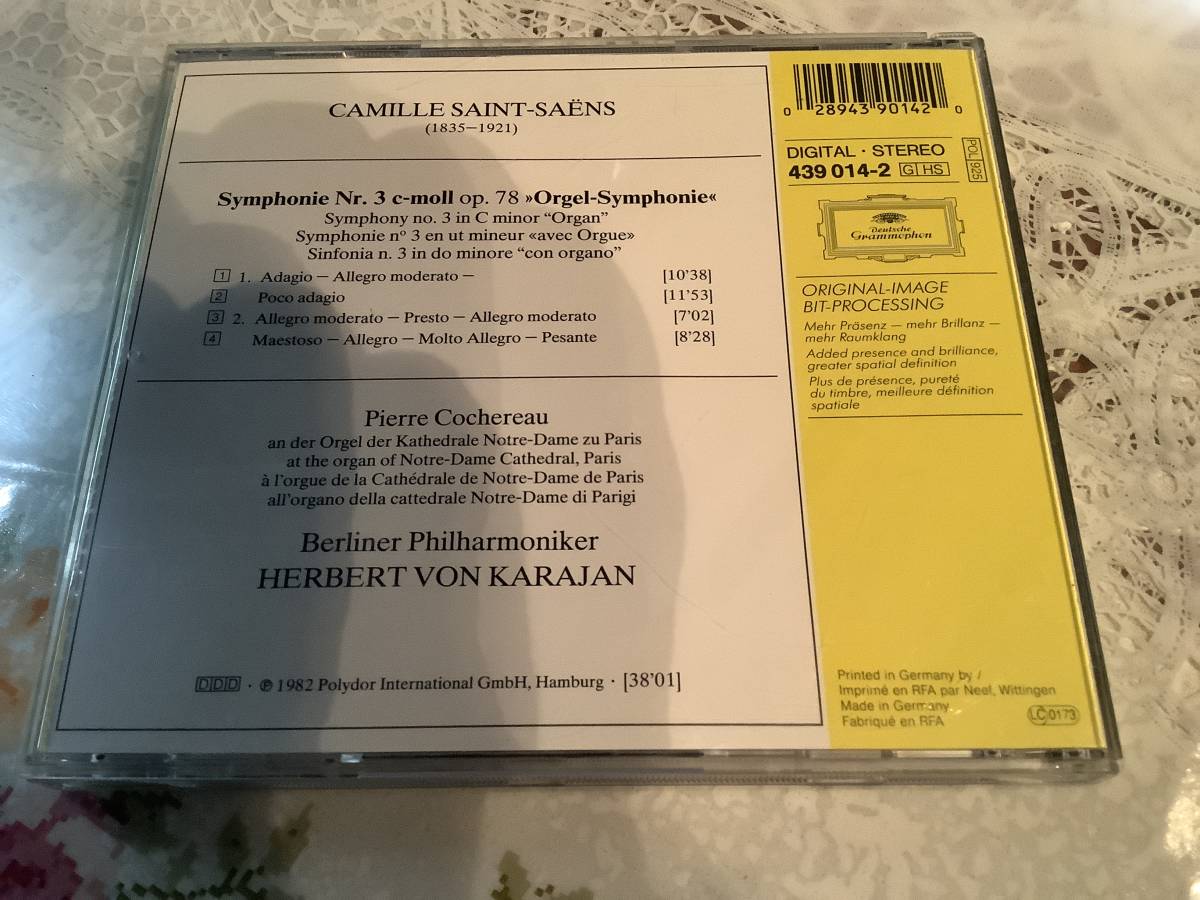 CAMILLE SAINT-SAËNS
(1835–1921)
Symphonie Nr. 3 c-moll op. 78 »Orgel-Symphonie«
Symphony no. 3 in C minor “Organ”
Symphonie nº 3 en ut mineur «avec Orgue»
Sinfonia n. 3 in do minore “con organo”
1 1. Adagio – Allegro moderato – [10'38]
2 Poco adagio [11'53]
3 2. Allegro moderato – Presto – Allegro moderato [7'02]
4 Maestoso – Allegro – Molto Allegro – Pesante [8'28]
Pierre Cochereau
an der Orgel der Kathedrale Notre-Dame zu Paris
at the organ of Notre-Dame Cathedral, Paris
à l'orgue de la Cathédrale de Notre-Dame de Paris
all'organo della cattedrale Notre-Dame di Parigi
Berliner Philharmoniker
HERBERT VON KARAJAN
DDD · ℗ 1982 Polydor International GmbH, Hamburg · [38'01]
0 28943 90142 0
DIGITAL · STEREO
439 014-2 G HS
POL 925
Deutsche
Grammophon
ORIGINAL-IMAGE
BIT-PROCESSING
Mehr Präsenz – mehr Brillanz –
mehr Raumklang
Added presence and brilliance,
greater spatial definition
Plus de présence, pureté
du timbre, meilleure définition
spatiale
Printed in Germany by /
Imprimé en RFA par Neef, Wittingen
Made in Germany
Fabriqué en RFA
LC 0173